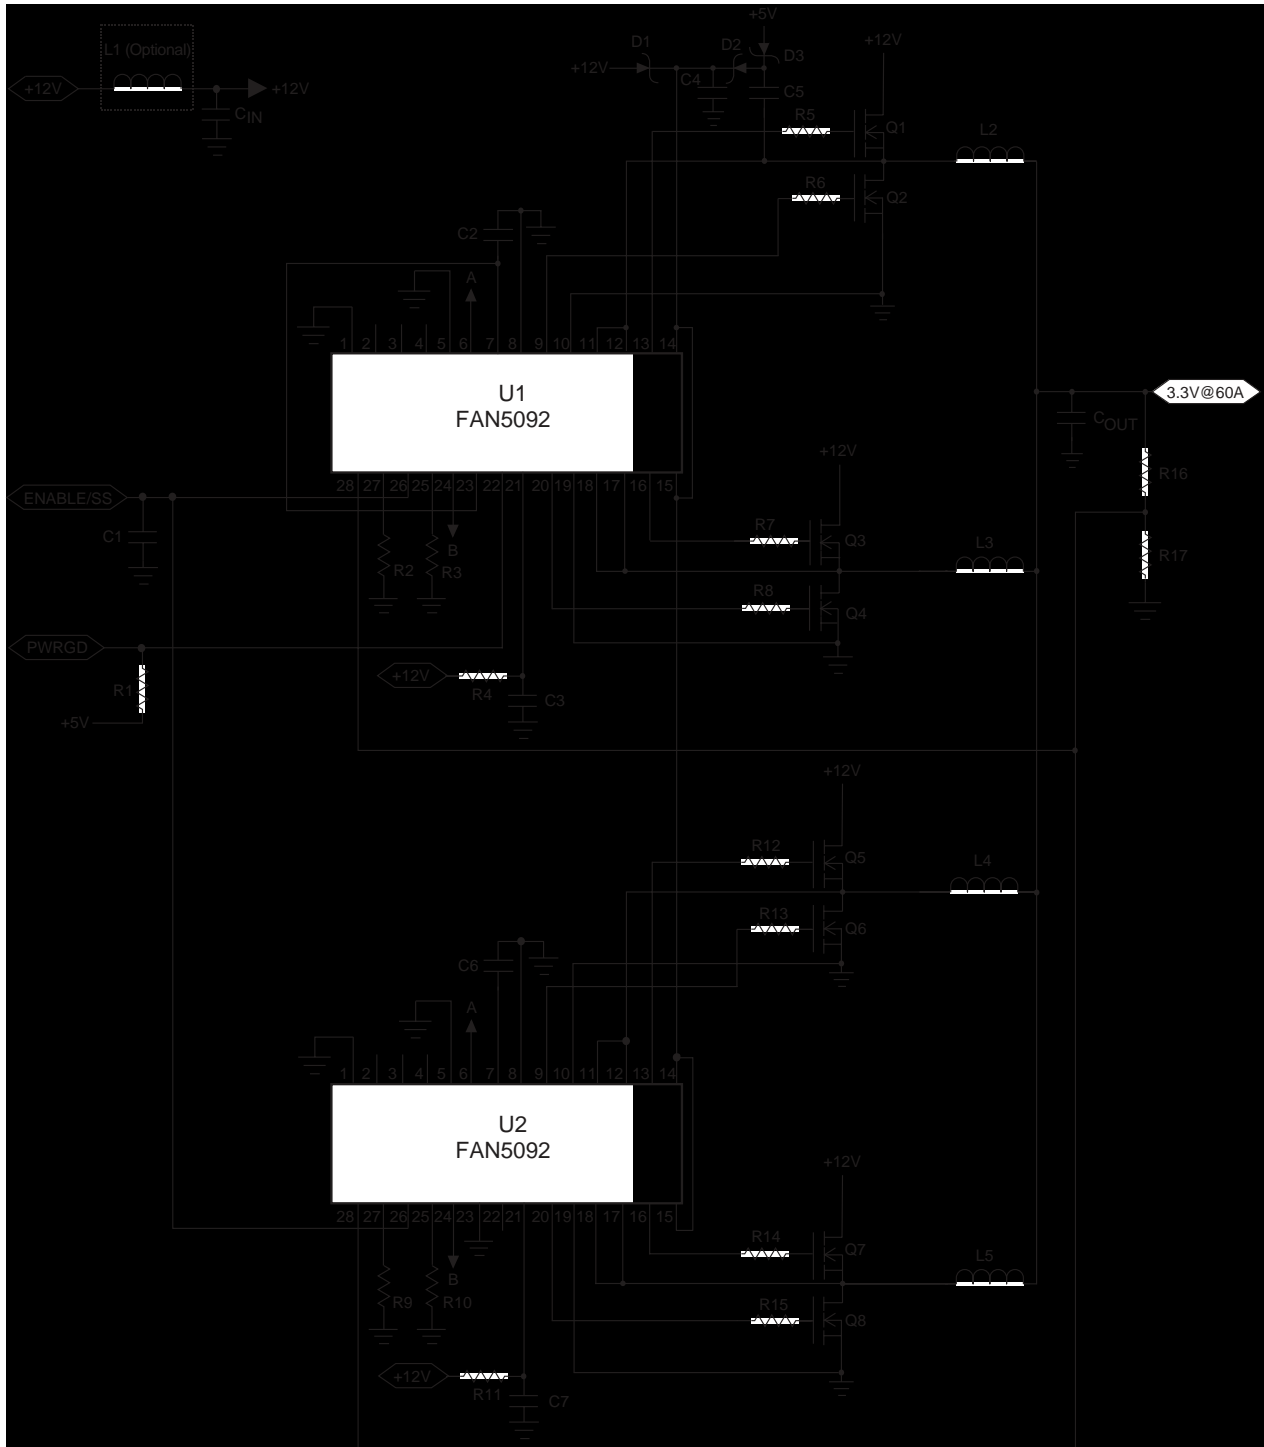 +5V
L1 (Optional)
D1
D2
+12V
D3
+12V
C4
C5
+12V
+12V
CIN
R5
Q1
L2
R6
Q2
C2
A
1 2 3 4 5 6 7 8 9 10 11 12 13 14
U1
FAN5092
3.3V@60A
COUT
+12V
R16
28 27 26 25 24 23 22 21 20 19 18 17 16 15
ENABLE/SS
C1
R7
Q3
L3
B
R2
R3
R17
R8
Q4
PWRGD
+12V
R1
R4
C3
+5V
+12V
R12
Q5
L4
R13
Q6
C6
A
1 2 3 4 5 6 7 8 9 10 11 12 13 14
U2
FAN5092
+12V
28 27 26 25 24 23 22 21 20 19 18 17 16 15
R14
Q7
L5
B
R9
R10
R15
Q8
+12V
R11
C7